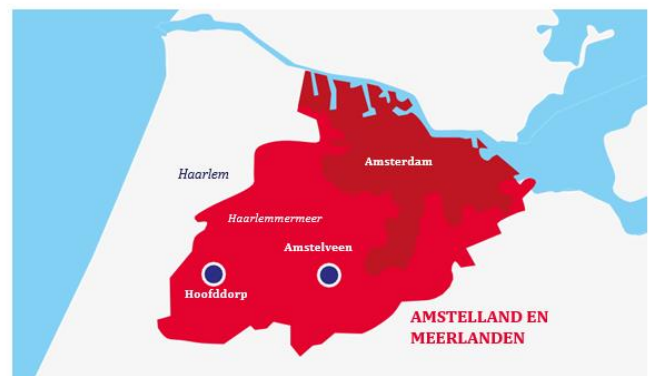 Amsterdam
Haarlem
Haarlemmermeer
Amstelveen
Hoofddorp
AMSTELLAND EN
MEERLANDEN